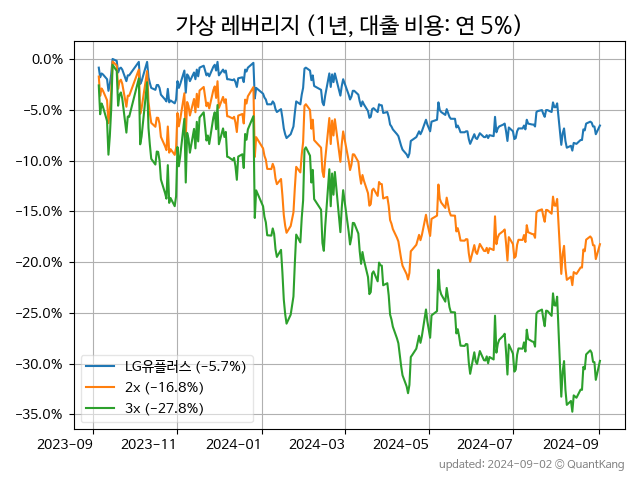 가상 레버리지 (1년, 대출 비용: 연 5%)
0.0%
−5.0%
−10.0%
−15.0%
−20.0%
−25.0%
−30.0%
−35.0%
LG유플러스 (−5.7%)
2x (−16.8%)
3x (−27.8%)
2023-09 2023-11 2024-01 2024-03 2024-05 2024-07 2024-09
updated: 2024-09-02 © QuantKang